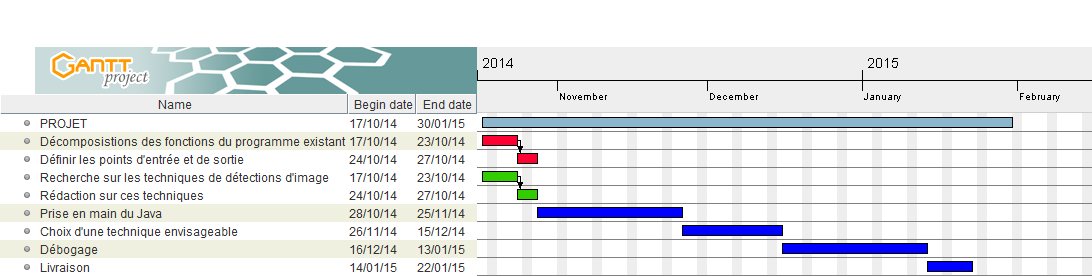 GANTT
project
2014 2015
November December January February
Name Begin date End date
PROJET 17/10/14 30/01/15
Décomposistions des fonctions du programme existant 17/10/14 23/10/14
Définir les points d'entrée et de sortie 24/10/14 27/10/14
Recherche sur les techniques de détections d'image 17/10/14 23/10/14
Rédaction sur ces techniques 24/10/14 27/10/14
Prise en main du Java 28/10/14 25/11/14
Choix d'une technique envisageable 26/11/14 15/12/14
Débogage 16/12/14 13/01/15
Livraison 14/01/15 22/01/15